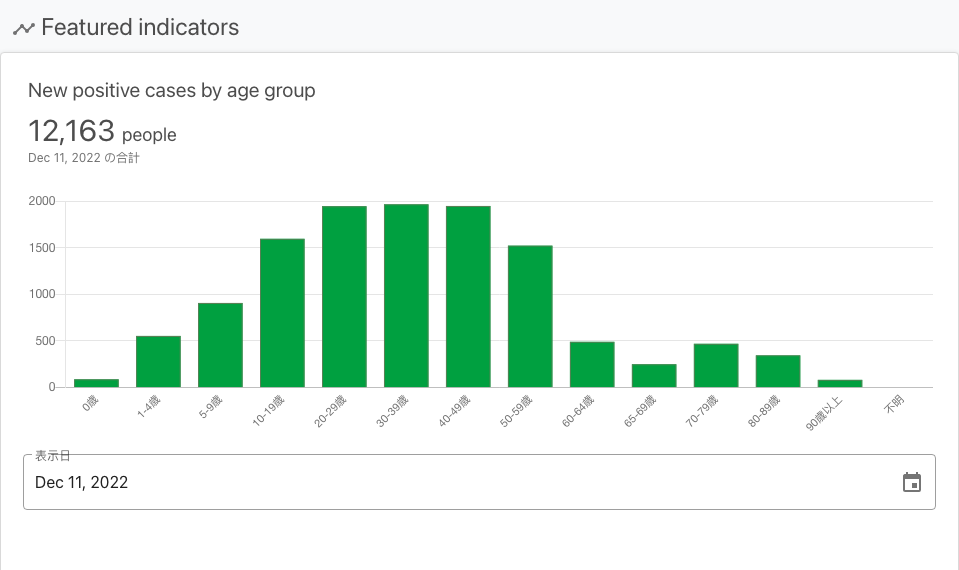 Featured indicators
New positive cases by age group
12,163 people
Dec 11, 2022 の合計
2000
1500
1000
500
0
0歳
1-4歳
5-9歳
10-19歳
20-29歳
30-39歳
40-49歳
50-59歳
60-64歳
65-69歳
70-79歳
80-89歳
90歳以上
不明
表示日
Dec 11, 2022